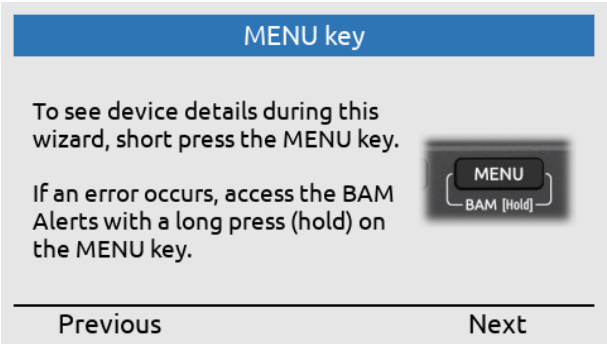 MENU key
To see device details during this
wizard, short press the MENU key.
If an error occurs, access the BAM
Alerts with a long press (hold) on
the MENU key.
MENU
BAM [Hold]
Previous
Next